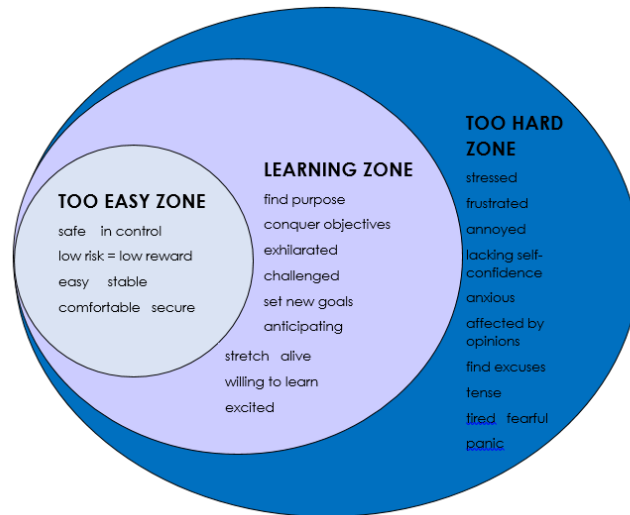 TOO EASY ZONE
safe in control
low risk = low reward
easy stable
comfortable secure
LEARNING ZONE
find purpose
conquer objectives
exhilarated
challenged
set new goals
anticipating
stretch alive
willing to learn
excited
TOO HARD
ZONE
stressed
frustrated
annoyed
lacking self-
confidence
anxious
affected by
opinions
find excuses
tense
tired fearful
panic